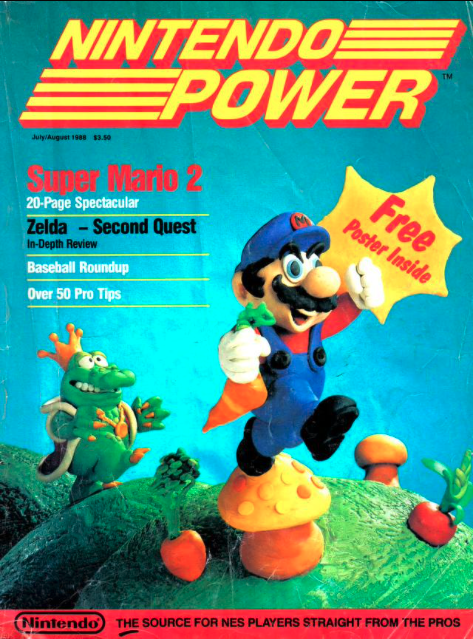 NINTENDO
POWER
TM
July/August 1988 $3.50
Super Mario 2
20-Page Spectacular
Zelda – Second Quest
In-Depth Review
Baseball Roundup
Over 50 Pro Tips
Free
Poster Inside
M
Nintendo
THE SOURCE FOR NES PLAYERS STRAIGHT FROM THE PROS